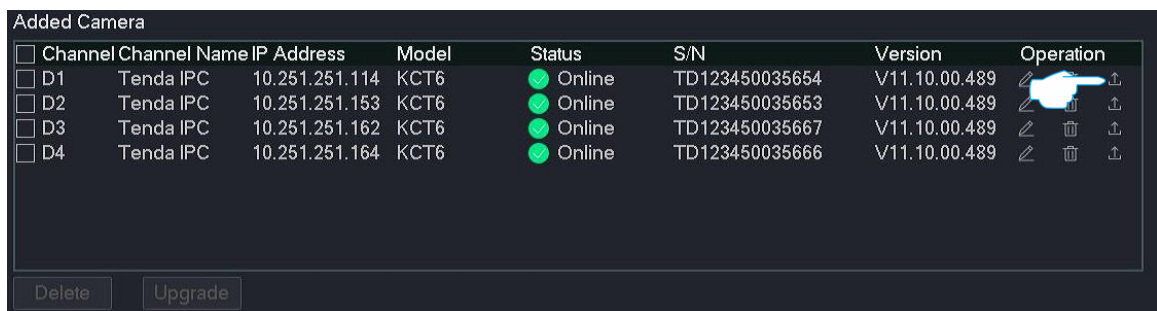 Added Camera
Channel Channel Name IP Address Model Status S/N Version Operation
D1 Tenda IPC 10.251.251.114 KCT6 Online TD123450035654 V11.10.00.489
D2 Tenda IPC 10.251.251.153 KCT6 Online TD123450035653 V11.10.00.489
D3 Tenda IPC 10.251.251.162 KCT6 Online TD123450035667 V11.10.00.489
D4 Tenda IPC 10.251.251.164 KCT6 Online TD123450035666 V11.10.00.489
Delete Upgrade